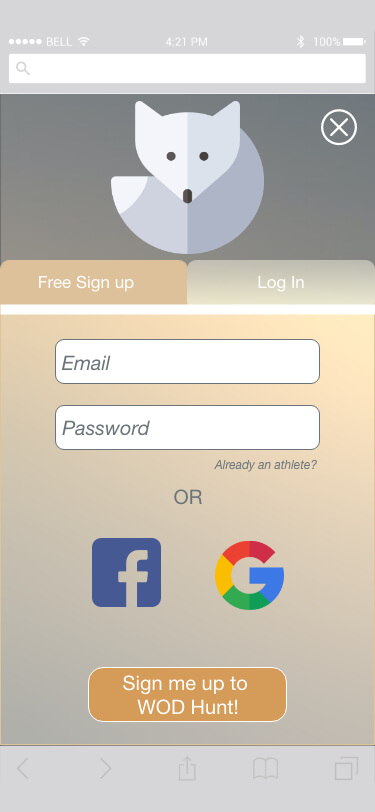 BELL 4:21 PM 100%
Free Sign up Log In
Email
Password
Already an athlete?
OR
Sign me up to
WOD Hunt!